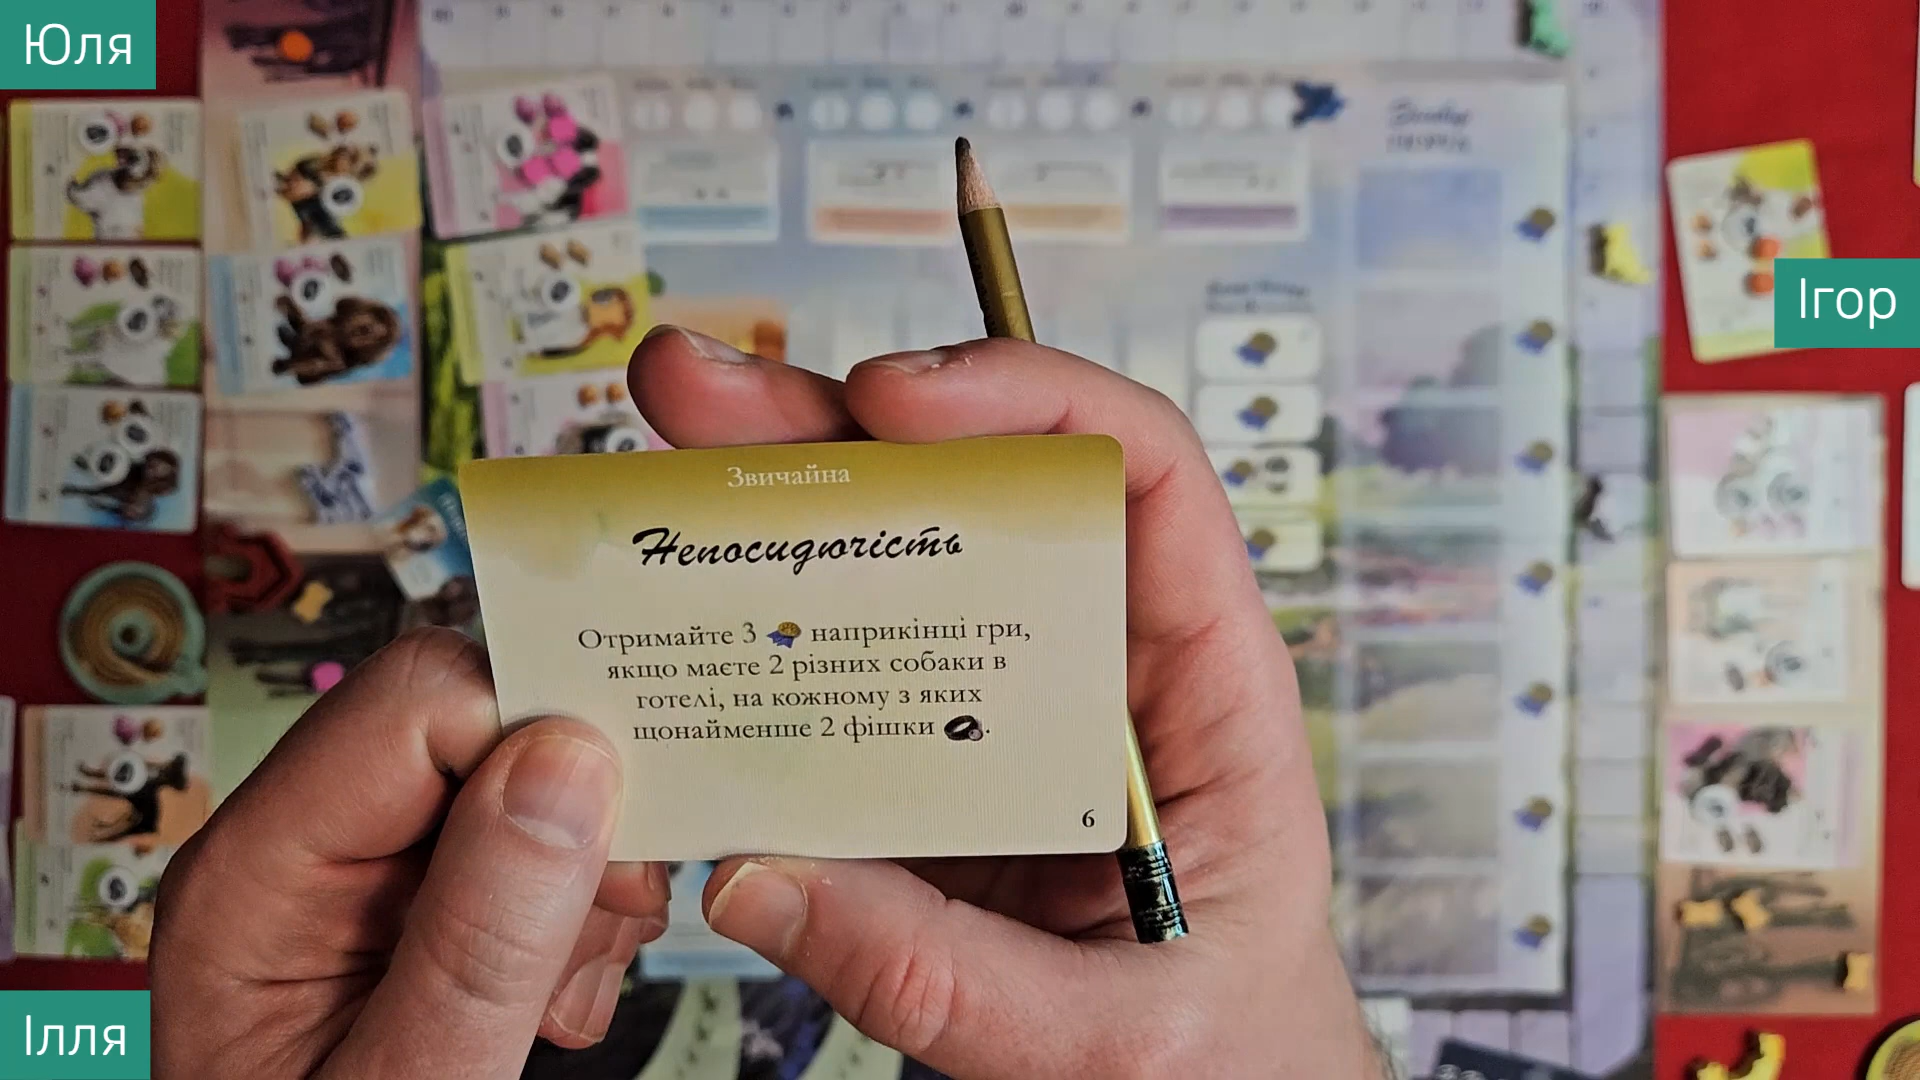 Юля
Ігор
Звичайна
Непосидючість
Отримайте 3 наприкінці гри,
якщо маєте 2 різних собаки в
готелі, на кожному з яких
щонайменше 2 фішки .
6
Ілля